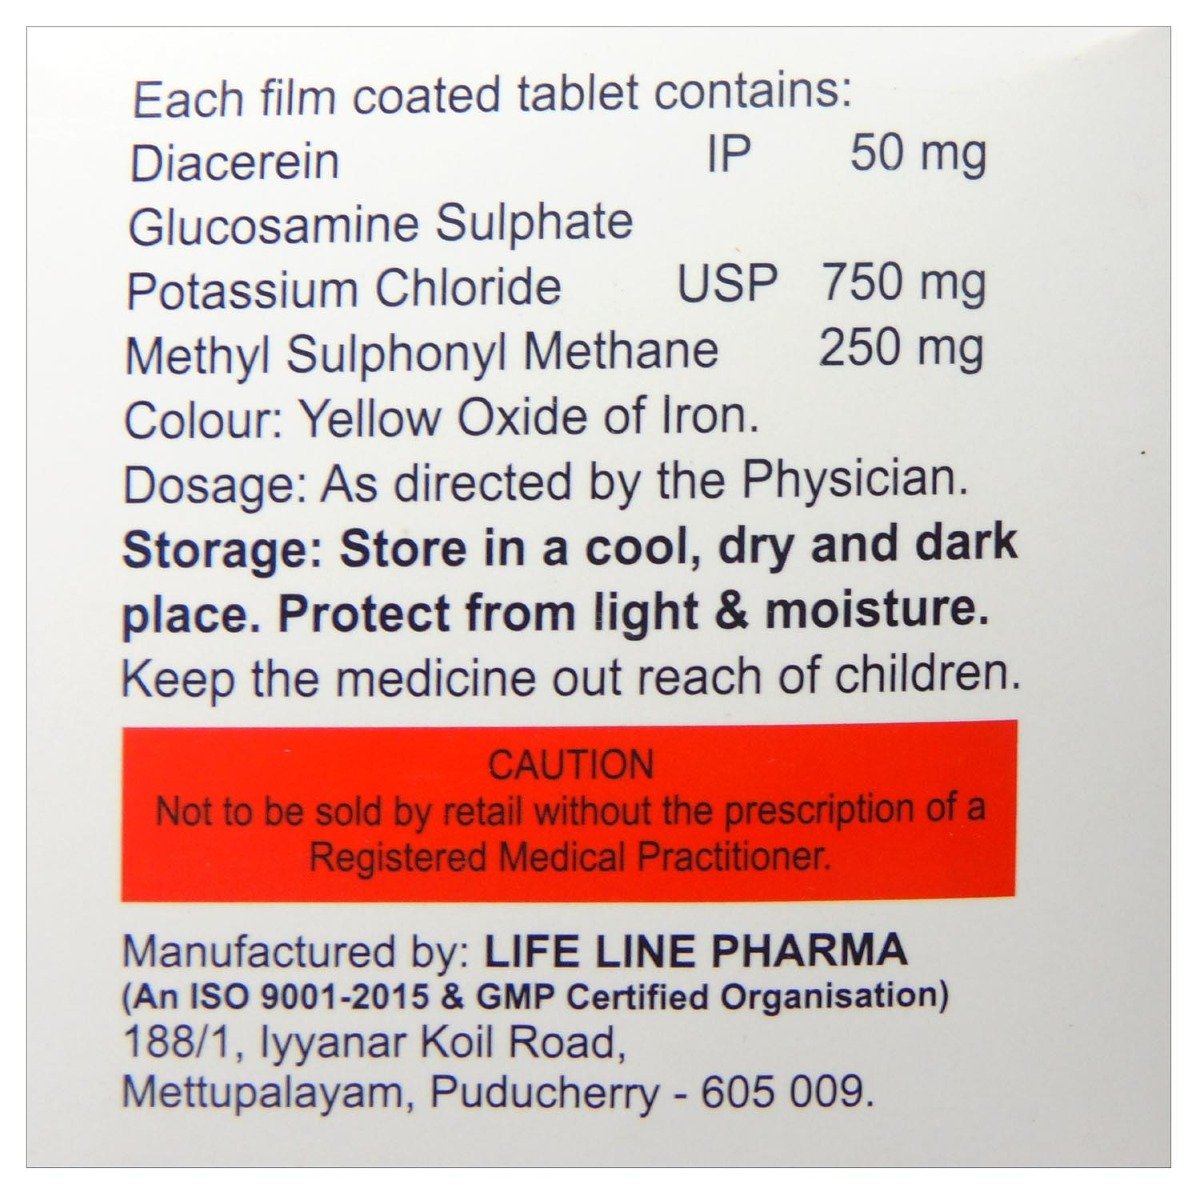 Each film coated tablet contains:
Diacerein IP 50 mg
Glucosamine Sulphate
Potassium Chloride USP 750 mg
Methyl Sulphonyl Methane 250 mg
Colour: Yellow Oxide of Iron.
Dosage: As directed by the Physician.
Storage: Store in a cool, dry and dark
place. Protect from light & moisture.
Keep the medicine out reach of children.
CAUTION
Not to be sold by retail without the prescription of a
Registered Medical Practitioner.
Manufactured by: LIFE LINE PHARMA
(An ISO 9001-2015 & GMP Certified Organisation)
188/1, Iyyanar Koil Road,
Mettupalayam, Puducherry - 605 009.